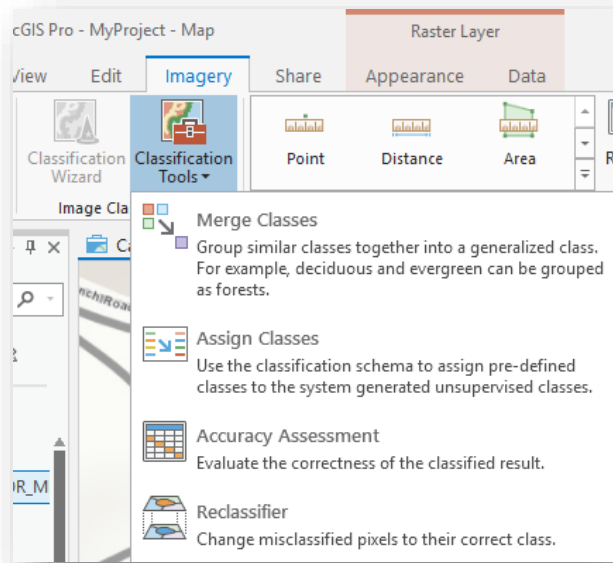 cGIS Pro - MyProject - Map
Raster Layer
View Edit Imagery Share Appearance Data
Classification Wizard
Classification Tools
Point
Distance
Area
R
Image Cla
Ca
nchiRoad
DR_M
Merge Classes
Group similar classes together into a generalized class.
For example, deciduous and evergreen can be grouped
as forests.
Assign Classes
Use the classification schema to assign pre-defined
classes to the system generated unsupervised classes.
Accuracy Assessment
Evaluate the correctness of the classified result.
Reclassifier
Change misclassified pixels to their correct class.